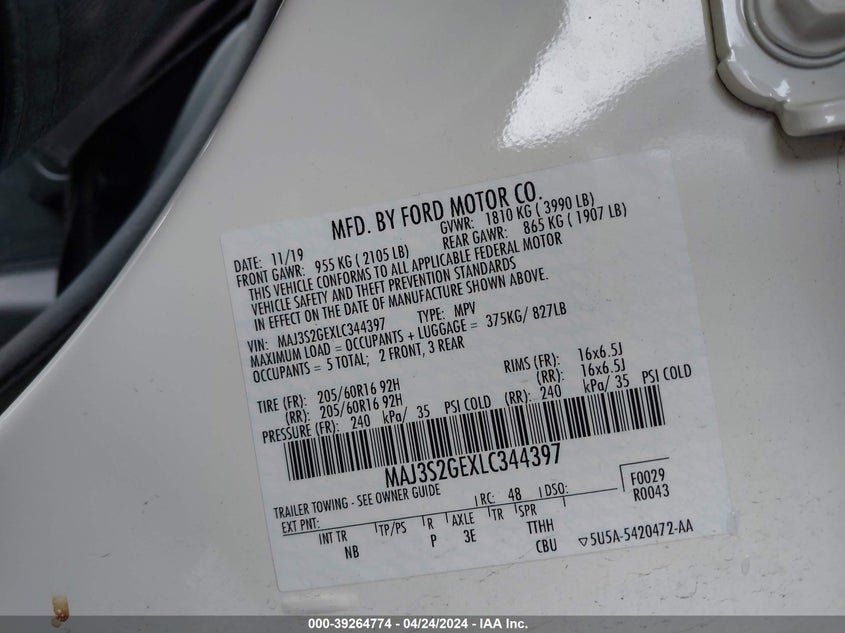 MFD. BY FORD MOTOR CO.
DATE: 11/19 GVWR: 1810 KG ( 3990 LB)
FRONT GAWR: 955 KG ( 2105 LB) REAR GAWR: 865 KG ( 1907 LB)
THIS VEHICLE CONFORMS TO ALL APPLICABLE FEDERAL MOTOR
VEHICLE SAFETY AND THEFT PREVENTION STANDARDS
IN EFFECT ON THE DATE OF MANUFACTURE SHOWN ABOVE.
VIN: MAJ3S2GEXLC344397 TYPE: MPV
MAXIMUM LOAD = OCCUPANTS + LUGGAGE = 375KG/ 827LB
OCCUPANTS = 5 TOTAL; 2 FRONT, 3 REAR
TIRE (FR): 205/60R16 92H RIMS (FR): 16x6.5J
(RR): 205/60R16 92H (RR): 16x6.5J
PRESSURE (FR): 240 kPa/ 35 PSI COLD (RR): 240 kPa/ 35 PSI COLD
MAJ3S2GEXLC344397
TRAILER TOWING - SEE OWNER GUIDE
EXT PNT: RC: 48 DSO: F0029
R0043
INT TR TP/PS R AXLE TR SPR
NB P 3E TTHH
CBU ▽5U5A-5420472-AA
000-39264774 - 04/24/2024 - IAA Inc.